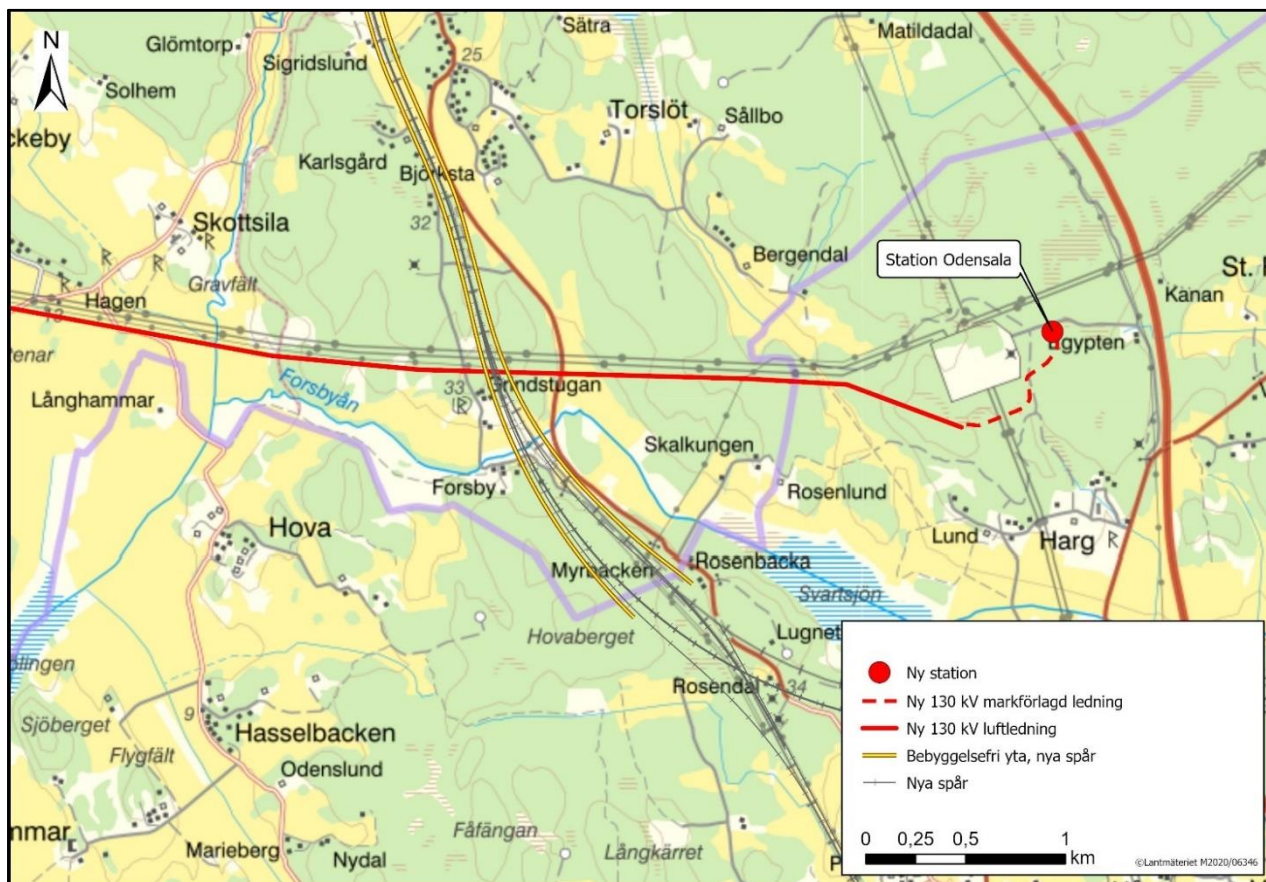 N
Glömtorp
Sätra
Matildadal
Sigridslund
25
Solhem
ckeby
Torslöt
Sållbo
Karlsgård
Björksta
32
Skottsila
R
R
R
R
Bergendal
Station Odensala
Gravfält
St.
Hagen
Kanan
gypten
tenar
Forsbyån
33
R
Långhammar
Skalkungen
Forsby
Rosenlund
Hova
Lund
Harg
R
Myrbäcken
Rosenbacka
Svartsjön
Hovaberget
Lugnet
Rosendal
34
Sjöberget
9
Hasselbacken
Flygfält
Odenslund
mmar
Marieberg
Nydal
Fåfängan
Långkärret
P
Ny station
Ny 130 kV markförlagd ledning
Ny 130 kV luftledning
Bebyggelsefri yta, nya spår
Nya spår
0 0,25 0,5 1
km
©Lantmäteriet M2020/06346